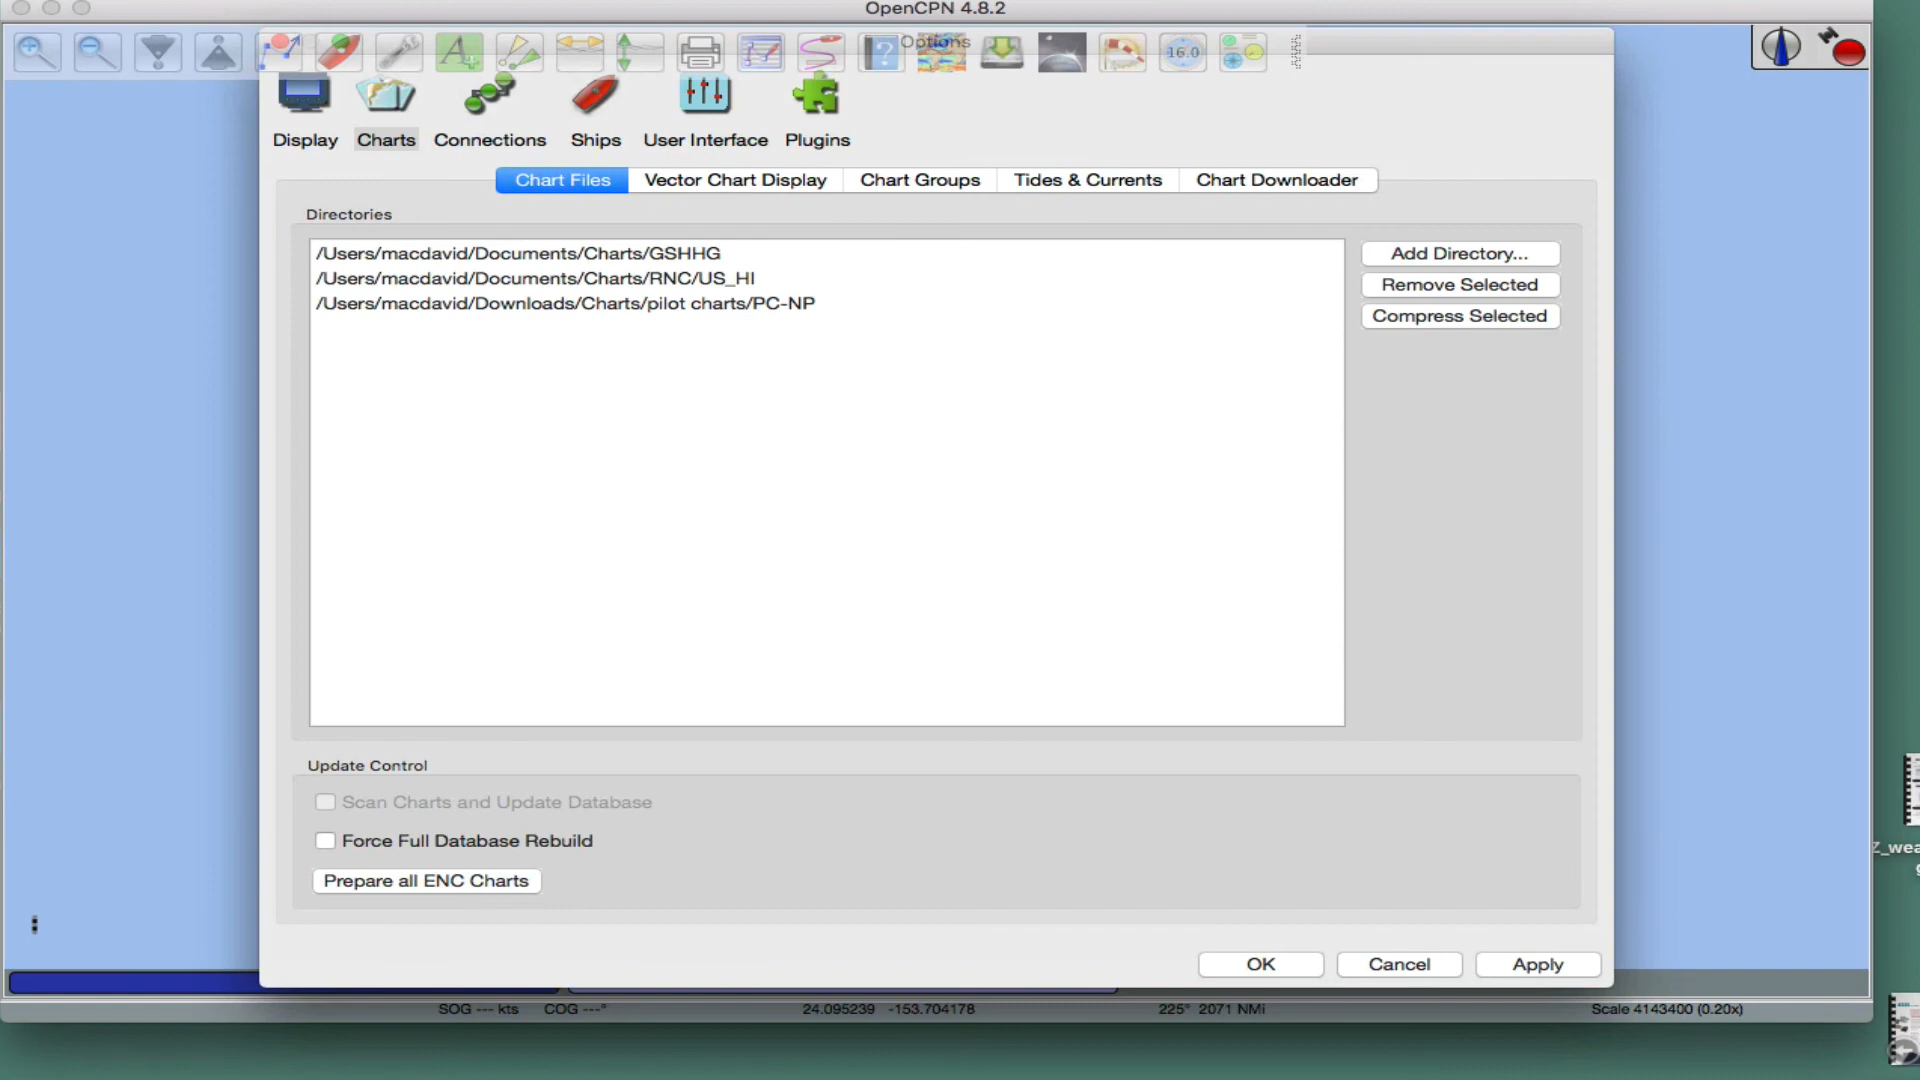 OpenCPN 4.8.2
Options
16.0
Display Charts Connections Ships User Interface Plugins
Chart Files Vector Chart Display Chart Groups Tides & Currents Chart Downloader
Directories
/Users/macdavid/Documents/Charts/GSHHG
/Users/macdavid/Documents/Charts/RNC/US_HI
/Users/macdavid/Downloads/Charts/pilot charts/PC-NP
Add Directory...
Remove Selected
Compress Selected
Update Control
Scan Charts and Update Database
Force Full Database Rebuild
Prepare all ENC Charts
OK Cancel Apply
SOG --- kts COG ---° 24.095239 -153.704178 225° 2071 NMi Scale 4143400 (0.20x)
Z_wea